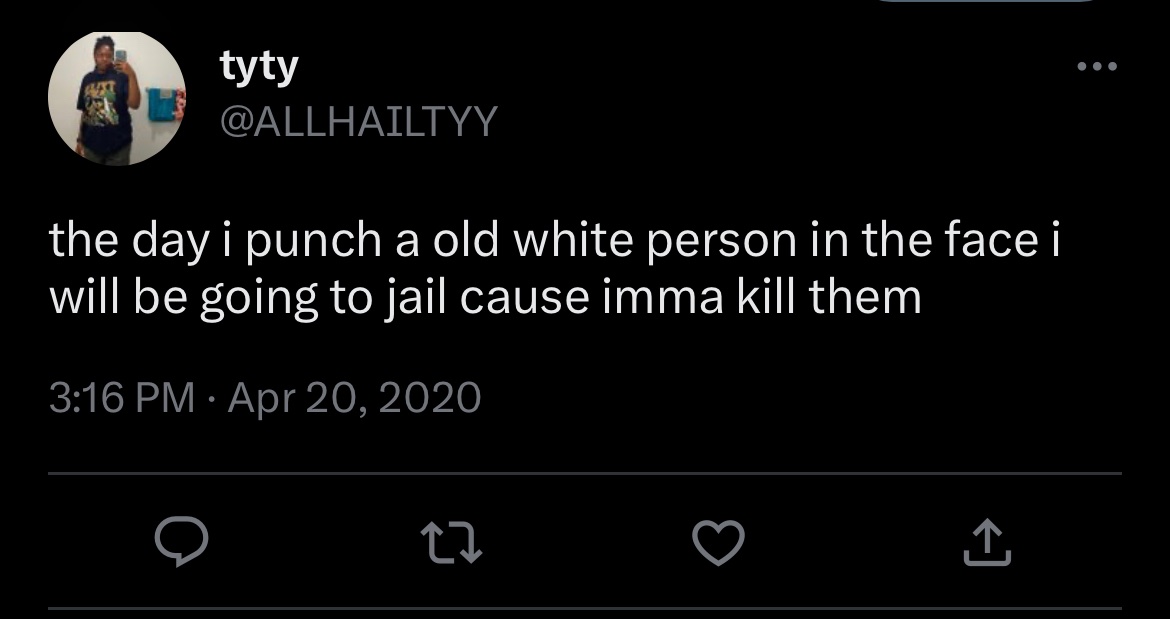 tyty
@ALLHAILTYY
the day i punch a old white person in the face i
will be going to jail cause imma kill them
3:16 PM · Apr 20, 2020